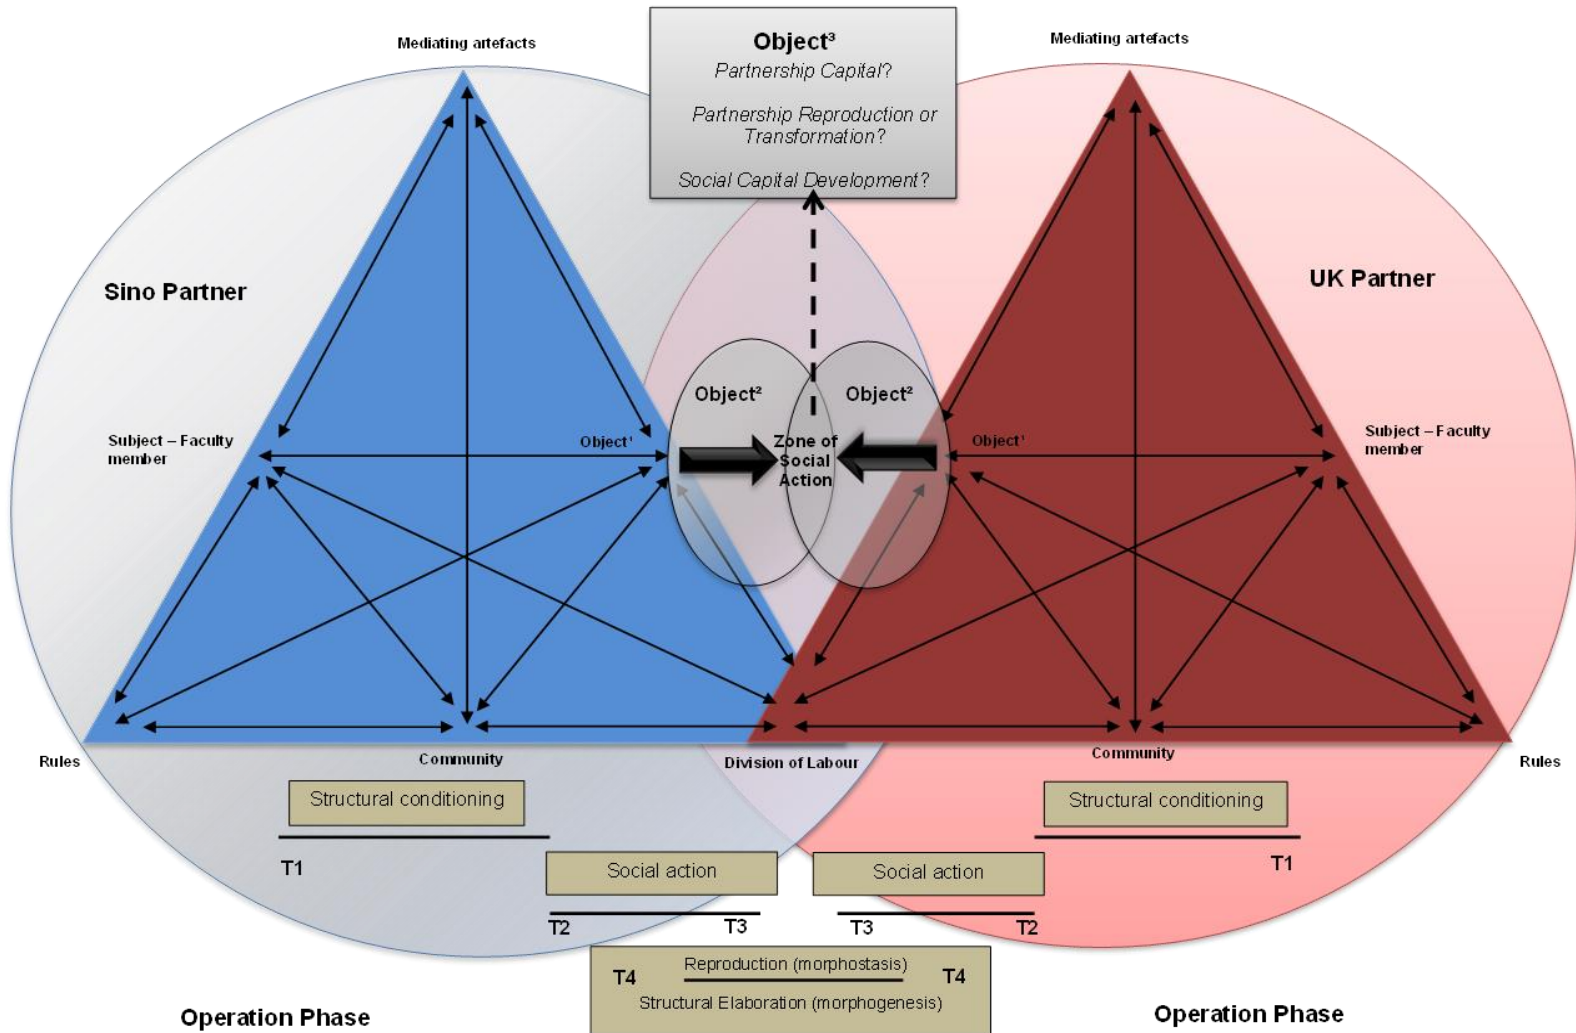 Mediating artefacts
Object³
Partnership Capital?
Partnership Reproduction or
Transformation?
Social Capital Development?
Mediating artefacts
Sino Partner
UK Partner
Object²
Object²
Subject – Faculty
member
Object¹
Zone of
Social
Action
Object¹
Subject – Faculty
member
Rules
Community
Division of Labour
Community
Rules
Structural conditioning
Structural conditioning
T1
T1
Social action
Social action
T2
T3
T3
T2
T4
Reproduction (morphostasis)
T4
Structural Elaboration (morphogenesis)
Operation Phase
Operation Phase